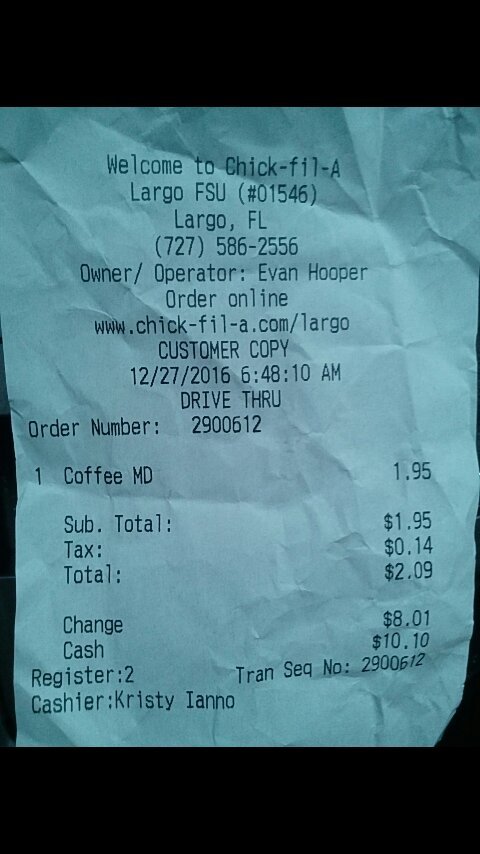 Welcome to Chick-fil-A
Largo FSU (#01546)
Largo, FL
(727) 586-2556
Owner/ Operator: Evan Hooper
Order online
www.chick-fil-a.com/largo
CUSTOMER COPY
12/27/2016 6:48:10 AM
DRIVE THRU
Order Number: 2900612
1 Coffee MD 1.95
Sub. Total: $1.95
Tax: $0.14
Total: $2.09
Change $8.01
Cash $10.10
Register:2 Tran Seq No: 2900612
Cashier:Kristy Ianno